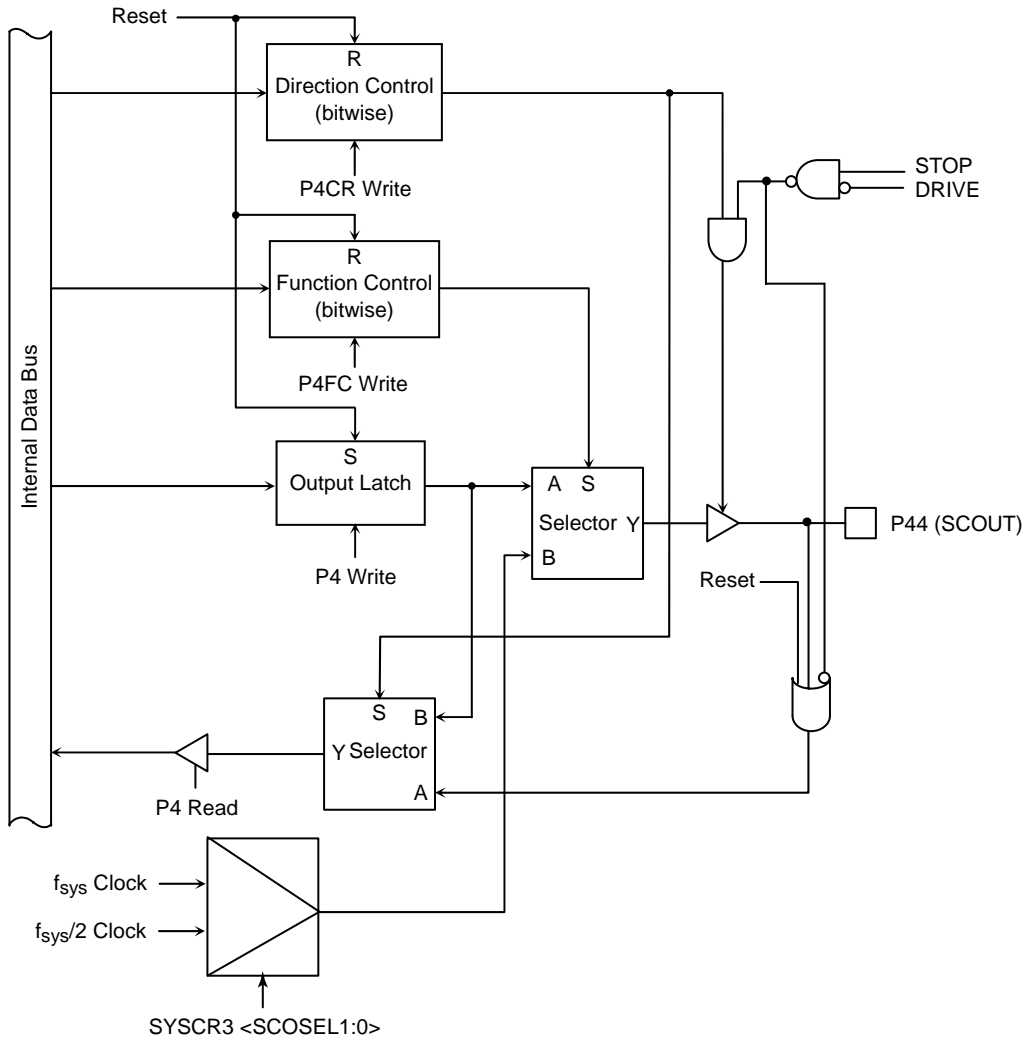 Reset
R
Direction Control
(bitwise)
P4CR Write
STOP
DRIVE
R
Function Control
(bitwise)
P4FC Write
Internal Data Bus
S
Output Latch
P4 Write
A S
Selector Y
B
P44 (SCOUT)
Reset
S B
Y Selector
A
P4 Read
fsys Clock
fsys/2 Clock
SYSCR3 <SCOSEL1:0>